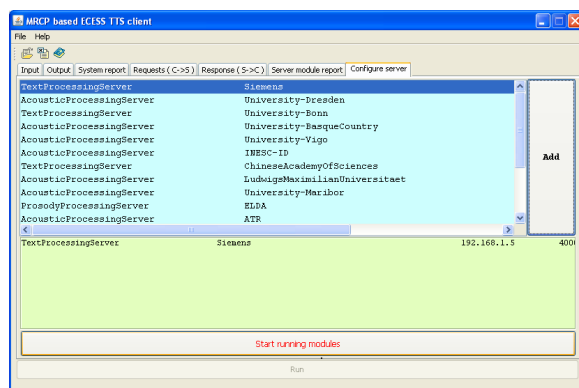 MRCP based ECESS TTS client
File Help
Input Output System report Requests ( C->S ) Response ( S->C ) Server module report Configure server
TextProcessingServer Siemens
AcousticProcessingServer University-Dresden
TextProcessingServer University-Bonn
AcousticProcessingServer University-BasqueCountry
AcousticProcessingServer University-Vigo
AcousticProcessingServer INESC-ID
TextProcessingServer ChineseAcademyOfSciences
AcousticProcessingServer LudwigsMaximilianUniversitaet
AcousticProcessingServer University-Maribor
ProsodyProcessingServer ELDA
AcousticProcessingServer ATR
Add
TextProcessingServer Siemens 192.168.1.5 400
Start running modules
Run